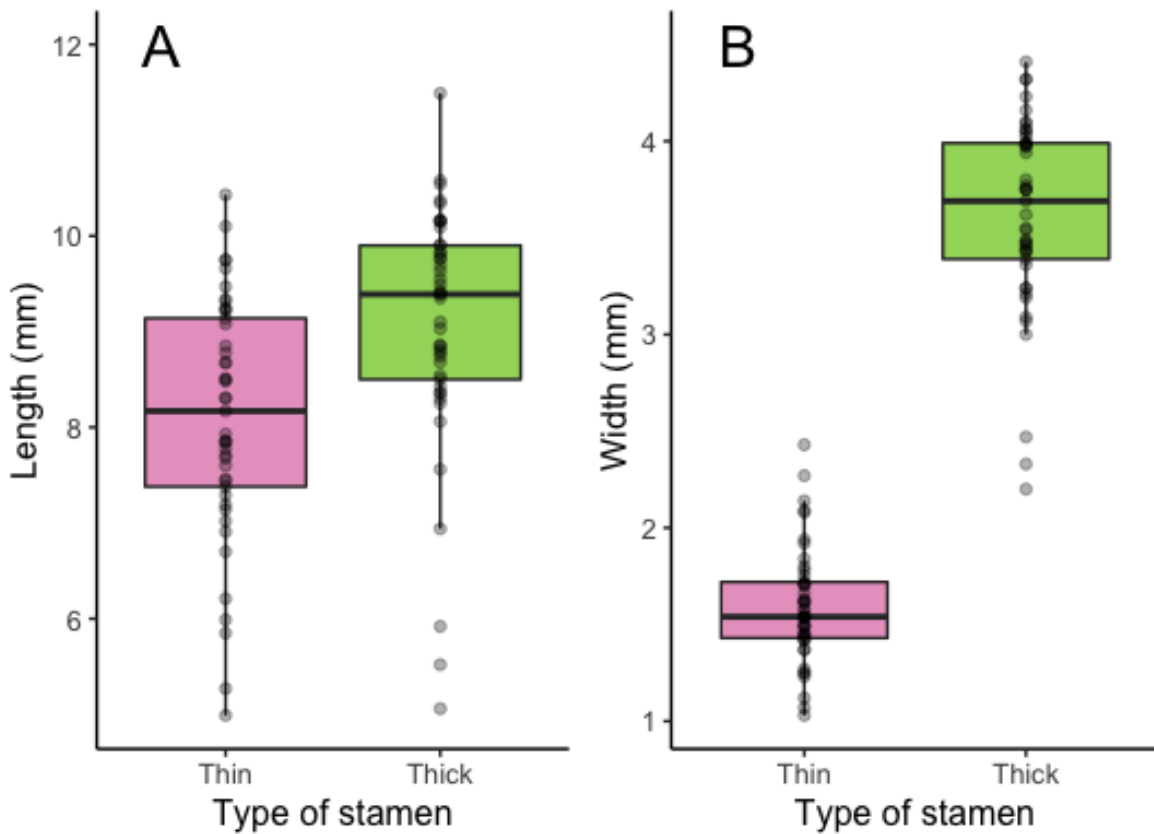 A
Length (mm)
12
10
8
6
Thin
Thick
Type of stamen
B
Width (mm)
4
3
2
1
Thin
Thick
Type of stamen